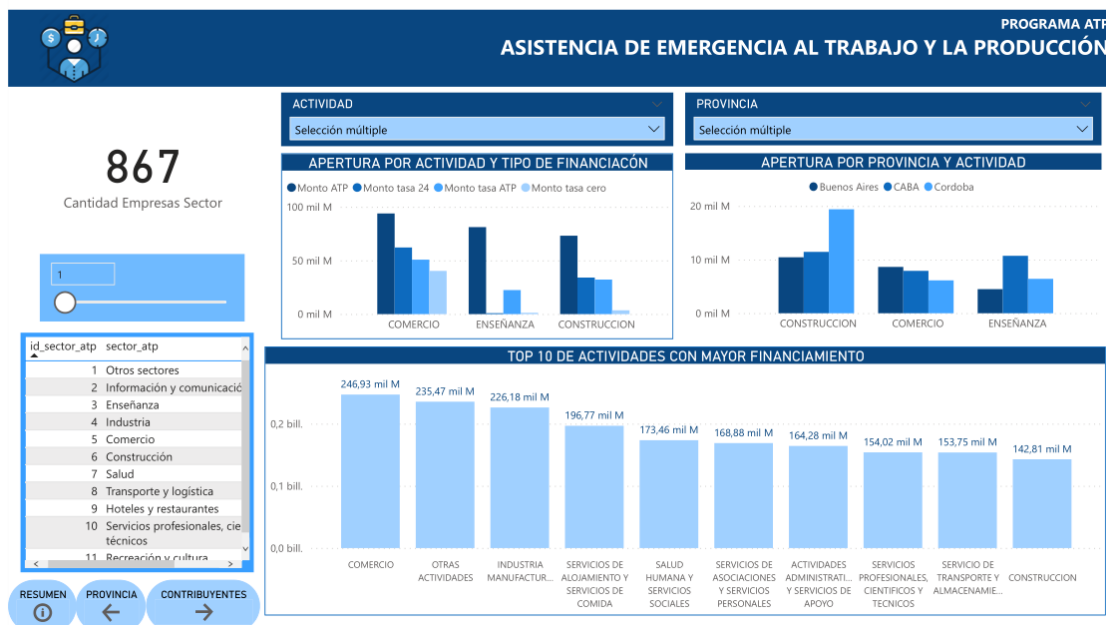 PROGRAMA ATP
ASISTENCIA DE EMERGENCIA AL TRABAJO Y LA PRODUCCIÓN
867
Cantidad Empresas Sector
1
id_sector_atp sector_atp
1 Otros sectores
2 Información y comunicació
3 Enseñanza
4 Industria
5 Comercio
6 Construcción
7 Salud
8 Transporte y logística
9 Hoteles y restaurantes
10 Servicios profesionales, cie
técnicos
11 Recreación y cultura
RESUMEN
PROVINCIA
CONTRIBUYENTES
ACTIVIDAD
Selección múltiple
PROVINCIA
Selección múltiple
APERTURA POR ACTIVIDAD Y TIPO DE FINANCIACÓN
Monto ATP Monto tasa 24 Monto tasa ATP Monto tasa cero
100 mil M
50 mil M
0 mil M
COMERCIO ENSEÑANZA CONSTRUCCION
APERTURA POR PROVINCIA Y ACTIVIDAD
Buenos Aires CABA Cordoba
20 mil M
10 mil M
0 mil M
CONSTRUCCION COMERCIO ENSEÑANZA
TOP 10 DE ACTIVIDADES CON MAYOR FINANCIAMIENTO
0,2 bill.
0,1 bill.
0,0 bill.
246,93 mil M
235,47 mil M
226,18 mil M
196,77 mil M
173,46 mil M
168,88 mil M
164,28 mil M
154,02 mil M
153,75 mil M
142,81 mil M
COMERCIO
OTRAS
ACTIVIDADES
INDUSTRIA
MANUFACTUR...
SERVICIOS DE
ALOJAMIENTO Y
SERVICIOS DE
COMIDA
SALUD
HUMANA Y
SERVICIOS
SOCIALES
SERVICIOS DE
ASOCIACIONES
Y SERVICIOS
PERSONALES
ACTIVIDADES
ADMINISTRATI...
Y SERVICIOS DE
APOYO
SERVICIOS
PROFESIONALES,
CIENTIFICOS Y
TECNICOS
SERVICIO DE
TRANSPORTE Y
ALMACENAMIE...
CONSTRUCCION